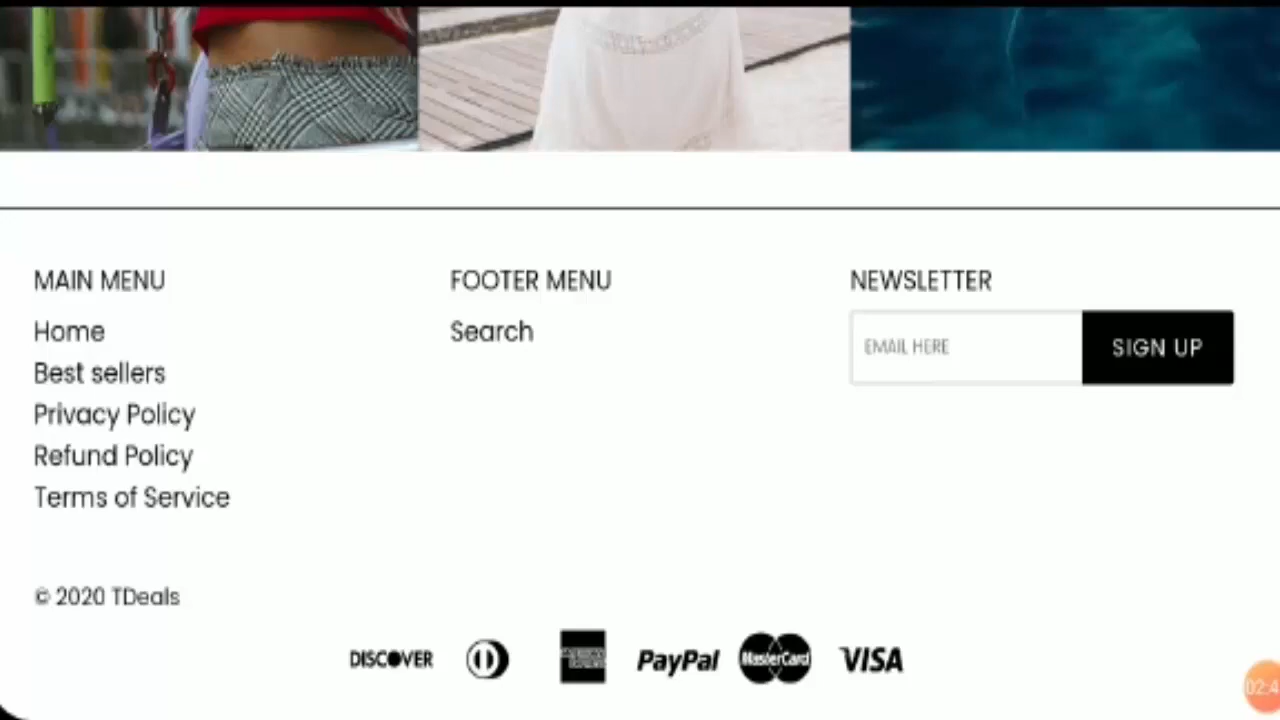 MAIN MENU
Home
Best sellers
Privacy Policy
Refund Policy
Terms of Service
FOOTER MENU
Search
NEWSLETTER
EMAIL HERE
SIGN UP
© 2020 TDeals
DISCOVER
PayPal
MasterCard
VISA